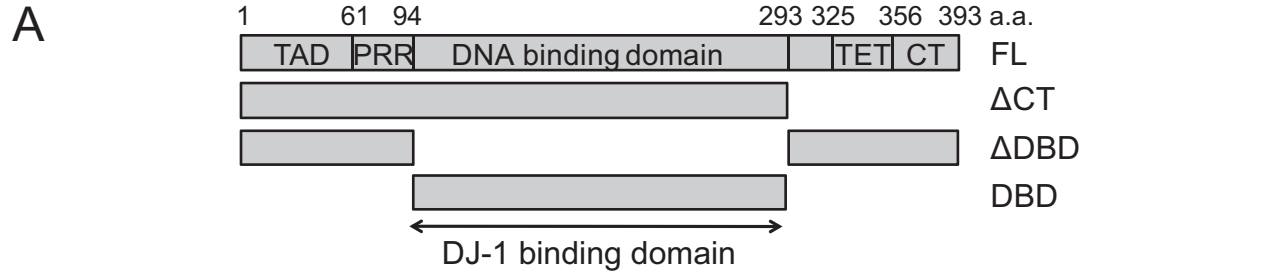 A
1 61 94 293 325 356 393 a.a.
TAD PRR DNA binding domain TET CT FL
ΔCT
ΔDBD
DBD
DJ-1 binding domain